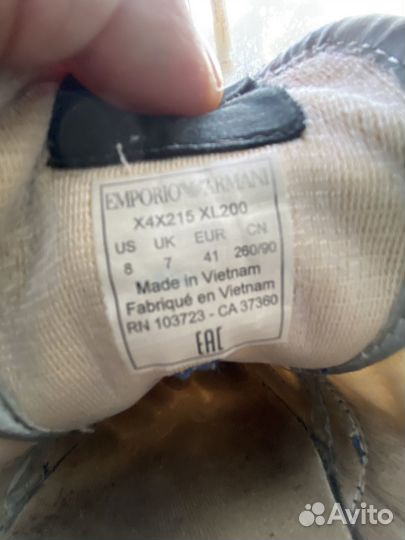 EMPORIO ARMANI
X4X215 XL200
US UK EUR CN
8 7 41 260/90
Made in Vietnam
Fabriqué en Vietnam
RN 103723 - CA 37360
EAC
Avito